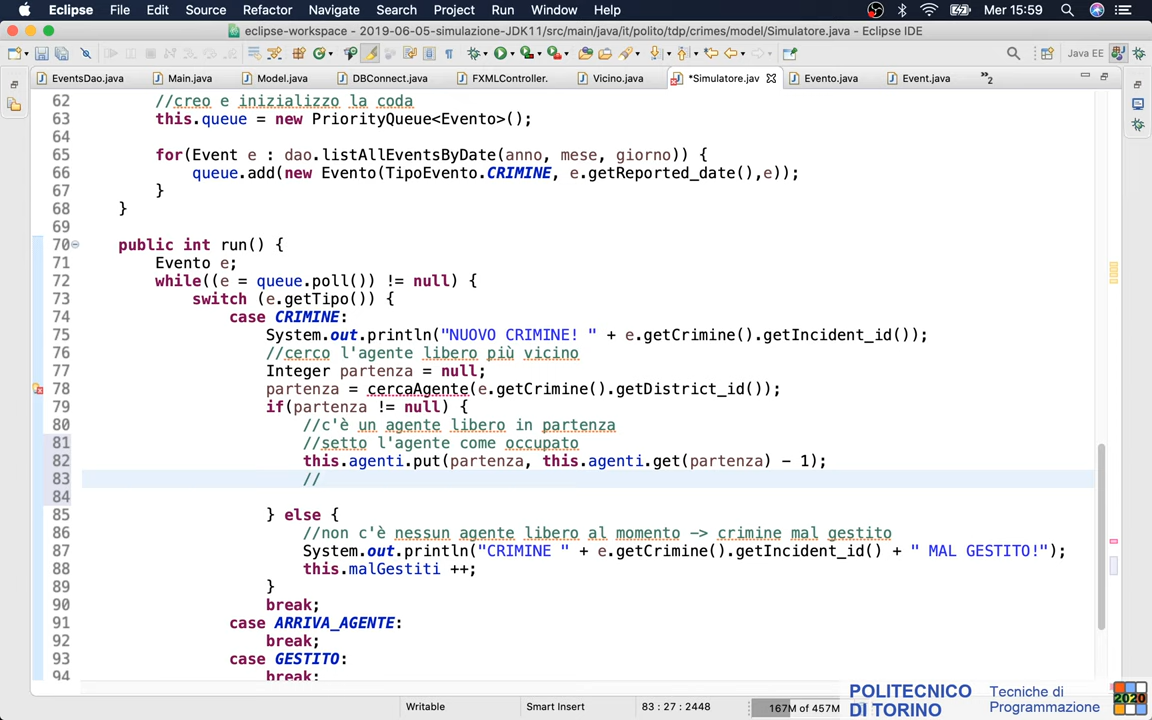 Eclipse File Edit Source Refactor Navigate Search Project Run Window Help Mer 15:59
eclipse-workspace - 2019-06-05-simulazione-JDK11/src/main/java/it/polito/tdp/crimes/model/Simulatore.java - Eclipse IDE
Java EE
EventsDao.java Main.java Model.java DBConnect.java FXMLController. Vicino.java *Simulatore.jav Evento.java Event.java »2
62 //creo e inizializzo la coda
63 this.queue = new PriorityQueue<Evento>();
64
65 for(Event e : dao.listAllEventsByDate(anno, mese, giorno)) {
66 queue.add(new Evento(TipoEvento.CRIMINE, e.getReported_date(),e));
67 }
68 }
69
70 public int run() {
71 Evento e;
72 while((e = queue.poll()) != null) {
73 switch (e.getTipo()) {
74 case CRIMINE:
75 System.out.println("NUOVO CRIMINE! " + e.getCrimine().getIncident_id());
76 //cerco l'agente libero più vicino
77 Integer partenza = null;
78 partenza = cercaAgente(e.getCrimine().getDistrict_id());
79 if(partenza != null) {
80 //c'è un agente libero in partenza
81 //setto l'agente come occupato
82 this.agenti.put(partenza, this.agenti.get(partenza) - 1);
83 //
84
85 } else {
86 //non c'è nessun agente libero al momento -> crimine mal gestito
87 System.out.println("CRIMINE " + e.getCrimine().getIncident_id() + " MAL GESTITO!");
88 this.malGestiti ++;
89 }
90 break;
91 case ARRIVA_AGENTE:
92 break;
93 case GESTITO:
94 break;
Writable Smart Insert 83 : 27 : 2448 167M of 457M
POLITECNICO
DI TORINO
Tecniche di
Programmazione
2020